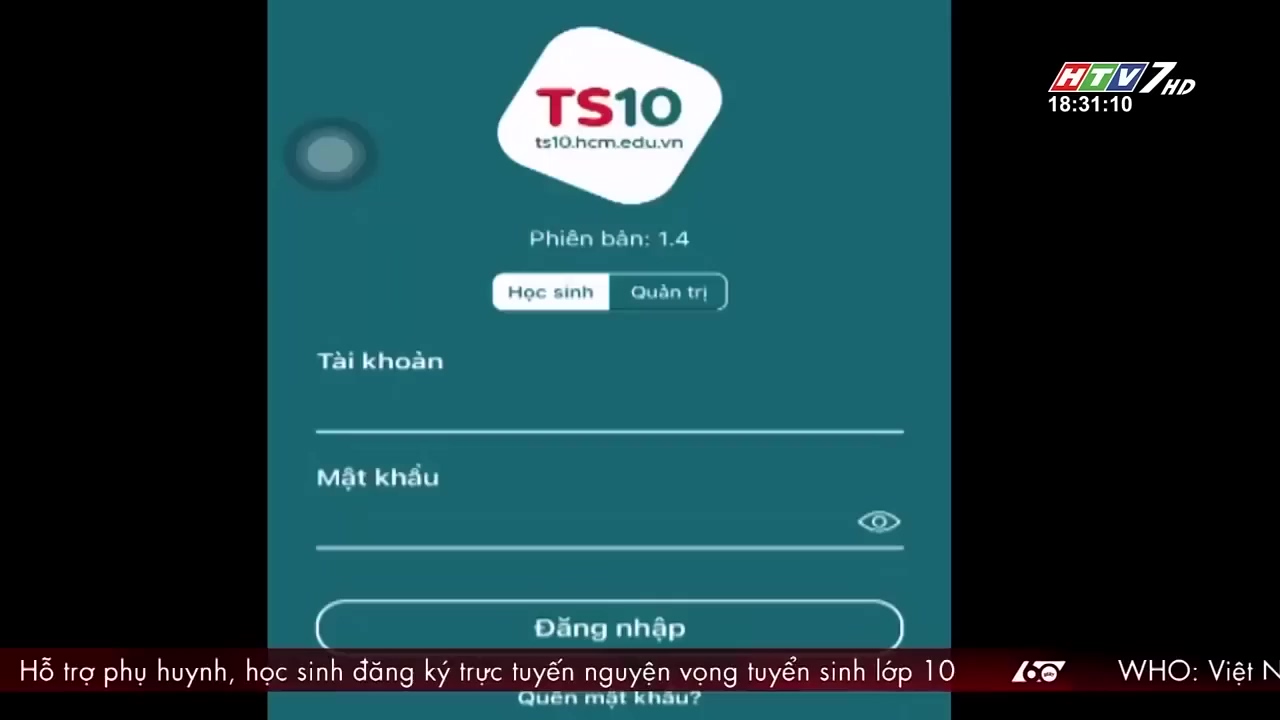 TS10
ts10.hcm.edu.vn
HTV7 HD
18:31:10
Phiên bản: 1.4
Học sinh
Quản trị
Tài khoản
Mật khẩu
Đăng nhập
Hỗ trợ phụ huynh, học sinh đăng ký trực tuyến nguyện vọng tuyển sinh lớp 10
60 giây
WHO: Việt
Quên mật khẩu?